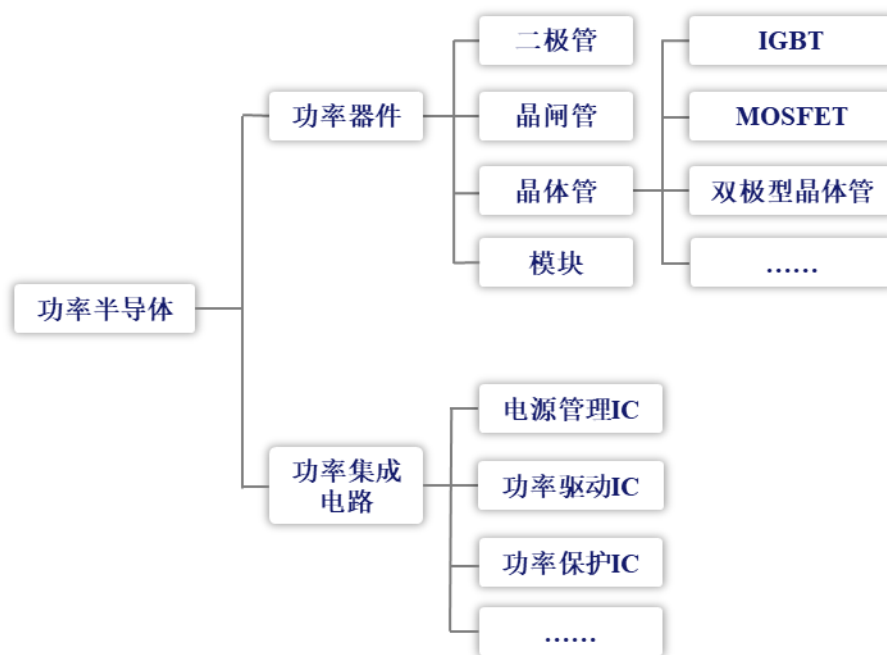 二极管
IGBT
功率器件
晶闸管
MOSFET
晶体管
双极型晶体管
模块
……
功率半导体
电源管理IC
功率集成
电路
功率驱动IC
功率保护IC
……